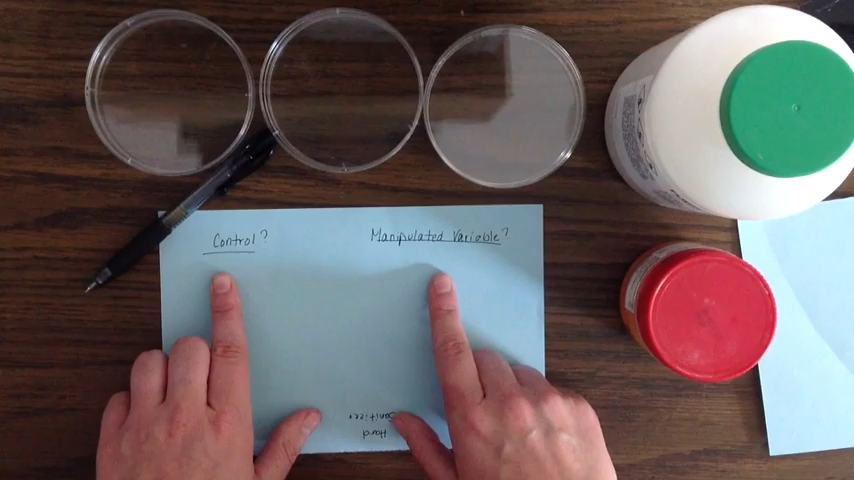 Control?
Manipulated Variable?
Hand
Sanitizer